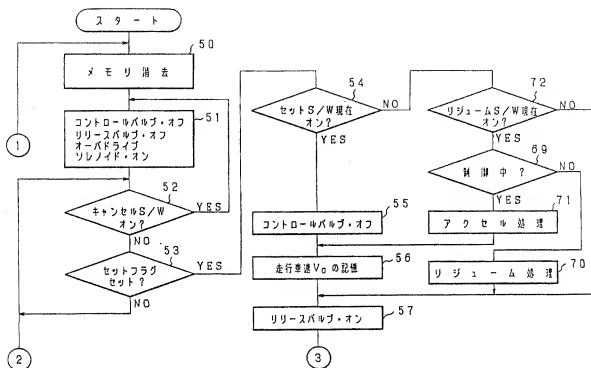 スタート
50
メモリ消去
1
51
コントロールバルブ・オフ
リリースバルブ・オフ
オーバドライブ
ソレノイド・オン
52
キャンセルS/W
オン?
YES
NO
53
セットフラグ
セット?
YES
NO
2
54
セットS/W現在
オン?
NO
YES
72
リジュームS/W現在
オン?
NO
YES
69
制御中?
NO
YES
55
コントロールバルブ・オフ
71
アクセル処理
56
走行車速V₀の記憶
70
リジューム処理
57
リリースバルブ・オン
3